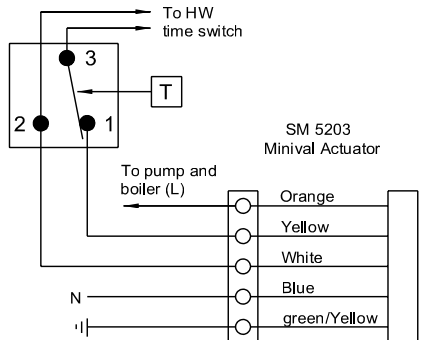 To HW
time switch
3
T
2
1
SM 5203
Minival Actuator
To pump and
boiler (L)
Orange
Yellow
White
Blue
N
green/Yellow